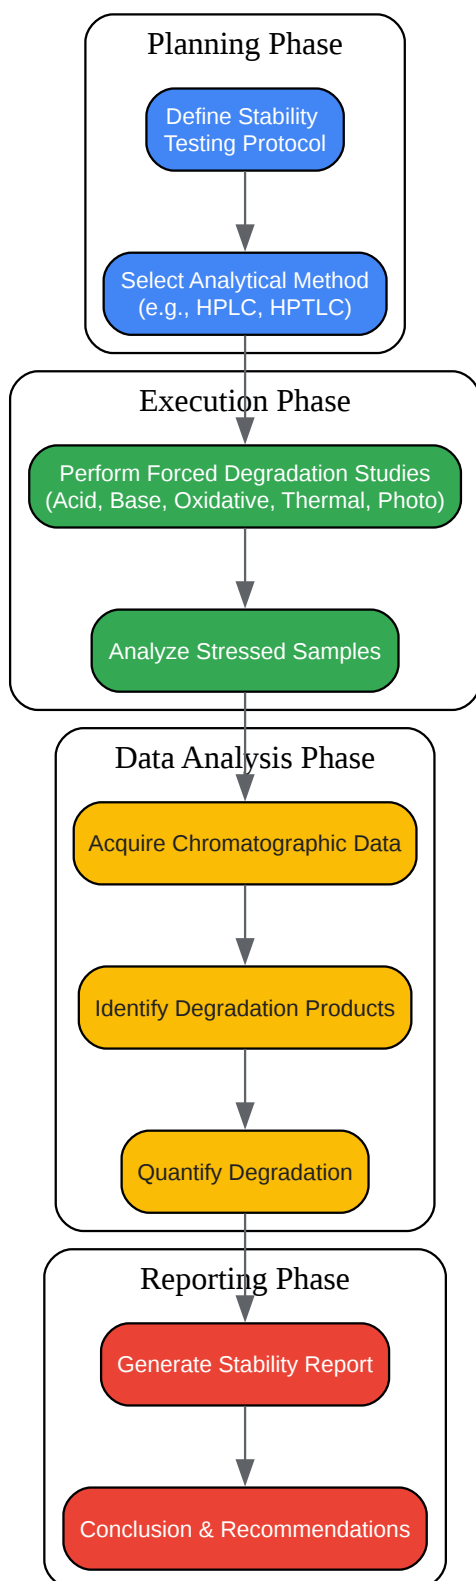 Planning Phase
Define Stability
Testing Protocol
Select Analytical Method
(e.g., HPLC, HPTLC)
Execution Phase
Perform Forced Degradation Studies
(Acid, Base, Oxidative, Thermal, Photo)
Analyze Stressed Samples
Data Analysis Phase
Acquire Chromatographic Data
Identify Degradation Products
Quantify Degradation
Reporting Phase
Generate Stability Report
Conclusion & Recommendations